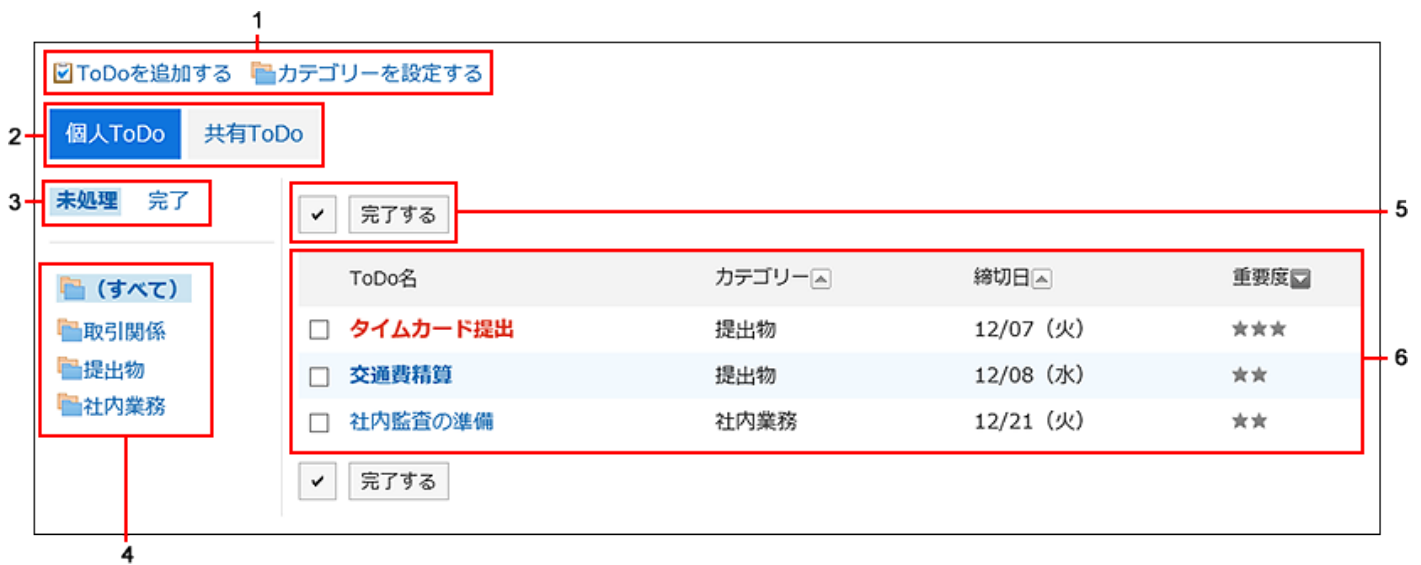 1
ToDoを追加する カテゴリーを設定する
2 個人ToDo 共有ToDo
3 未処理 完了
完了する 5
ToDo名 カテゴリー 締切日 重要度
(すべて)
取引関係
提出物
社内業務
タイムカード提出 提出物 12/07 (火) ★★★
交通費精算 提出物 12/08 (水) ★★
社内監査の準備 社内業務 12/21 (火) ★★
6
完了する
4